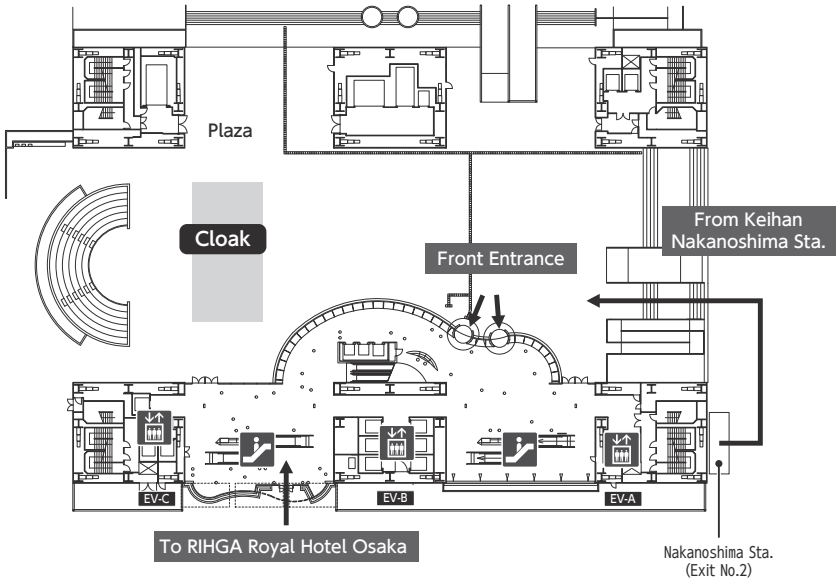 Plaza
Cloak
From Keihan
Nakanoshima Sta.
Front Entrance
EV-C
EV-B
EV-A
To RIHGA Royal Hotel Osaka
Nakanoshima Sta.
(Exit No.2)